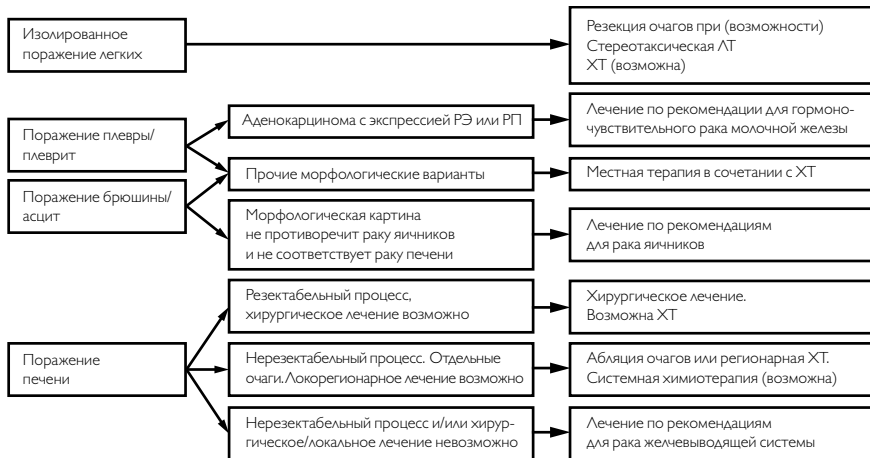 Изолированное
поражение легких
Резекция очагов при (возможности)
Стереотаксическая ЛТ
ХТ (возможна)
Поражение плевры/
плеврит
Аденокарцинома с экспрессией РЭ или РП
Лечение по рекомендации для гормоно-
чувствительного рака молочной железы
Прочие морфологические варианты
Местная терапия в сочетании с ХТ
Поражение брюшины/
асцит
Морфологическая картина
не противоречит раку яичников
и не соответствует раку печени
Лечение по рекомендациям
для рака яичников
Поражение
печени
Резектабельный процесс,
хирургическое лечение возможно
Хирургическое лечение.
Возможна ХТ
Нерезектабельный процесс. Отдельные
очаги. Локорегионарное лечение возможно
Абляция очагов или регионарная ХТ.
Системная химиотерапия (возможна)
Нерезектабельный процесс и/или хирур-
гическое/локальное лечение невозможно
Лечение по рекомендациям
для рака желчевыводящей системы